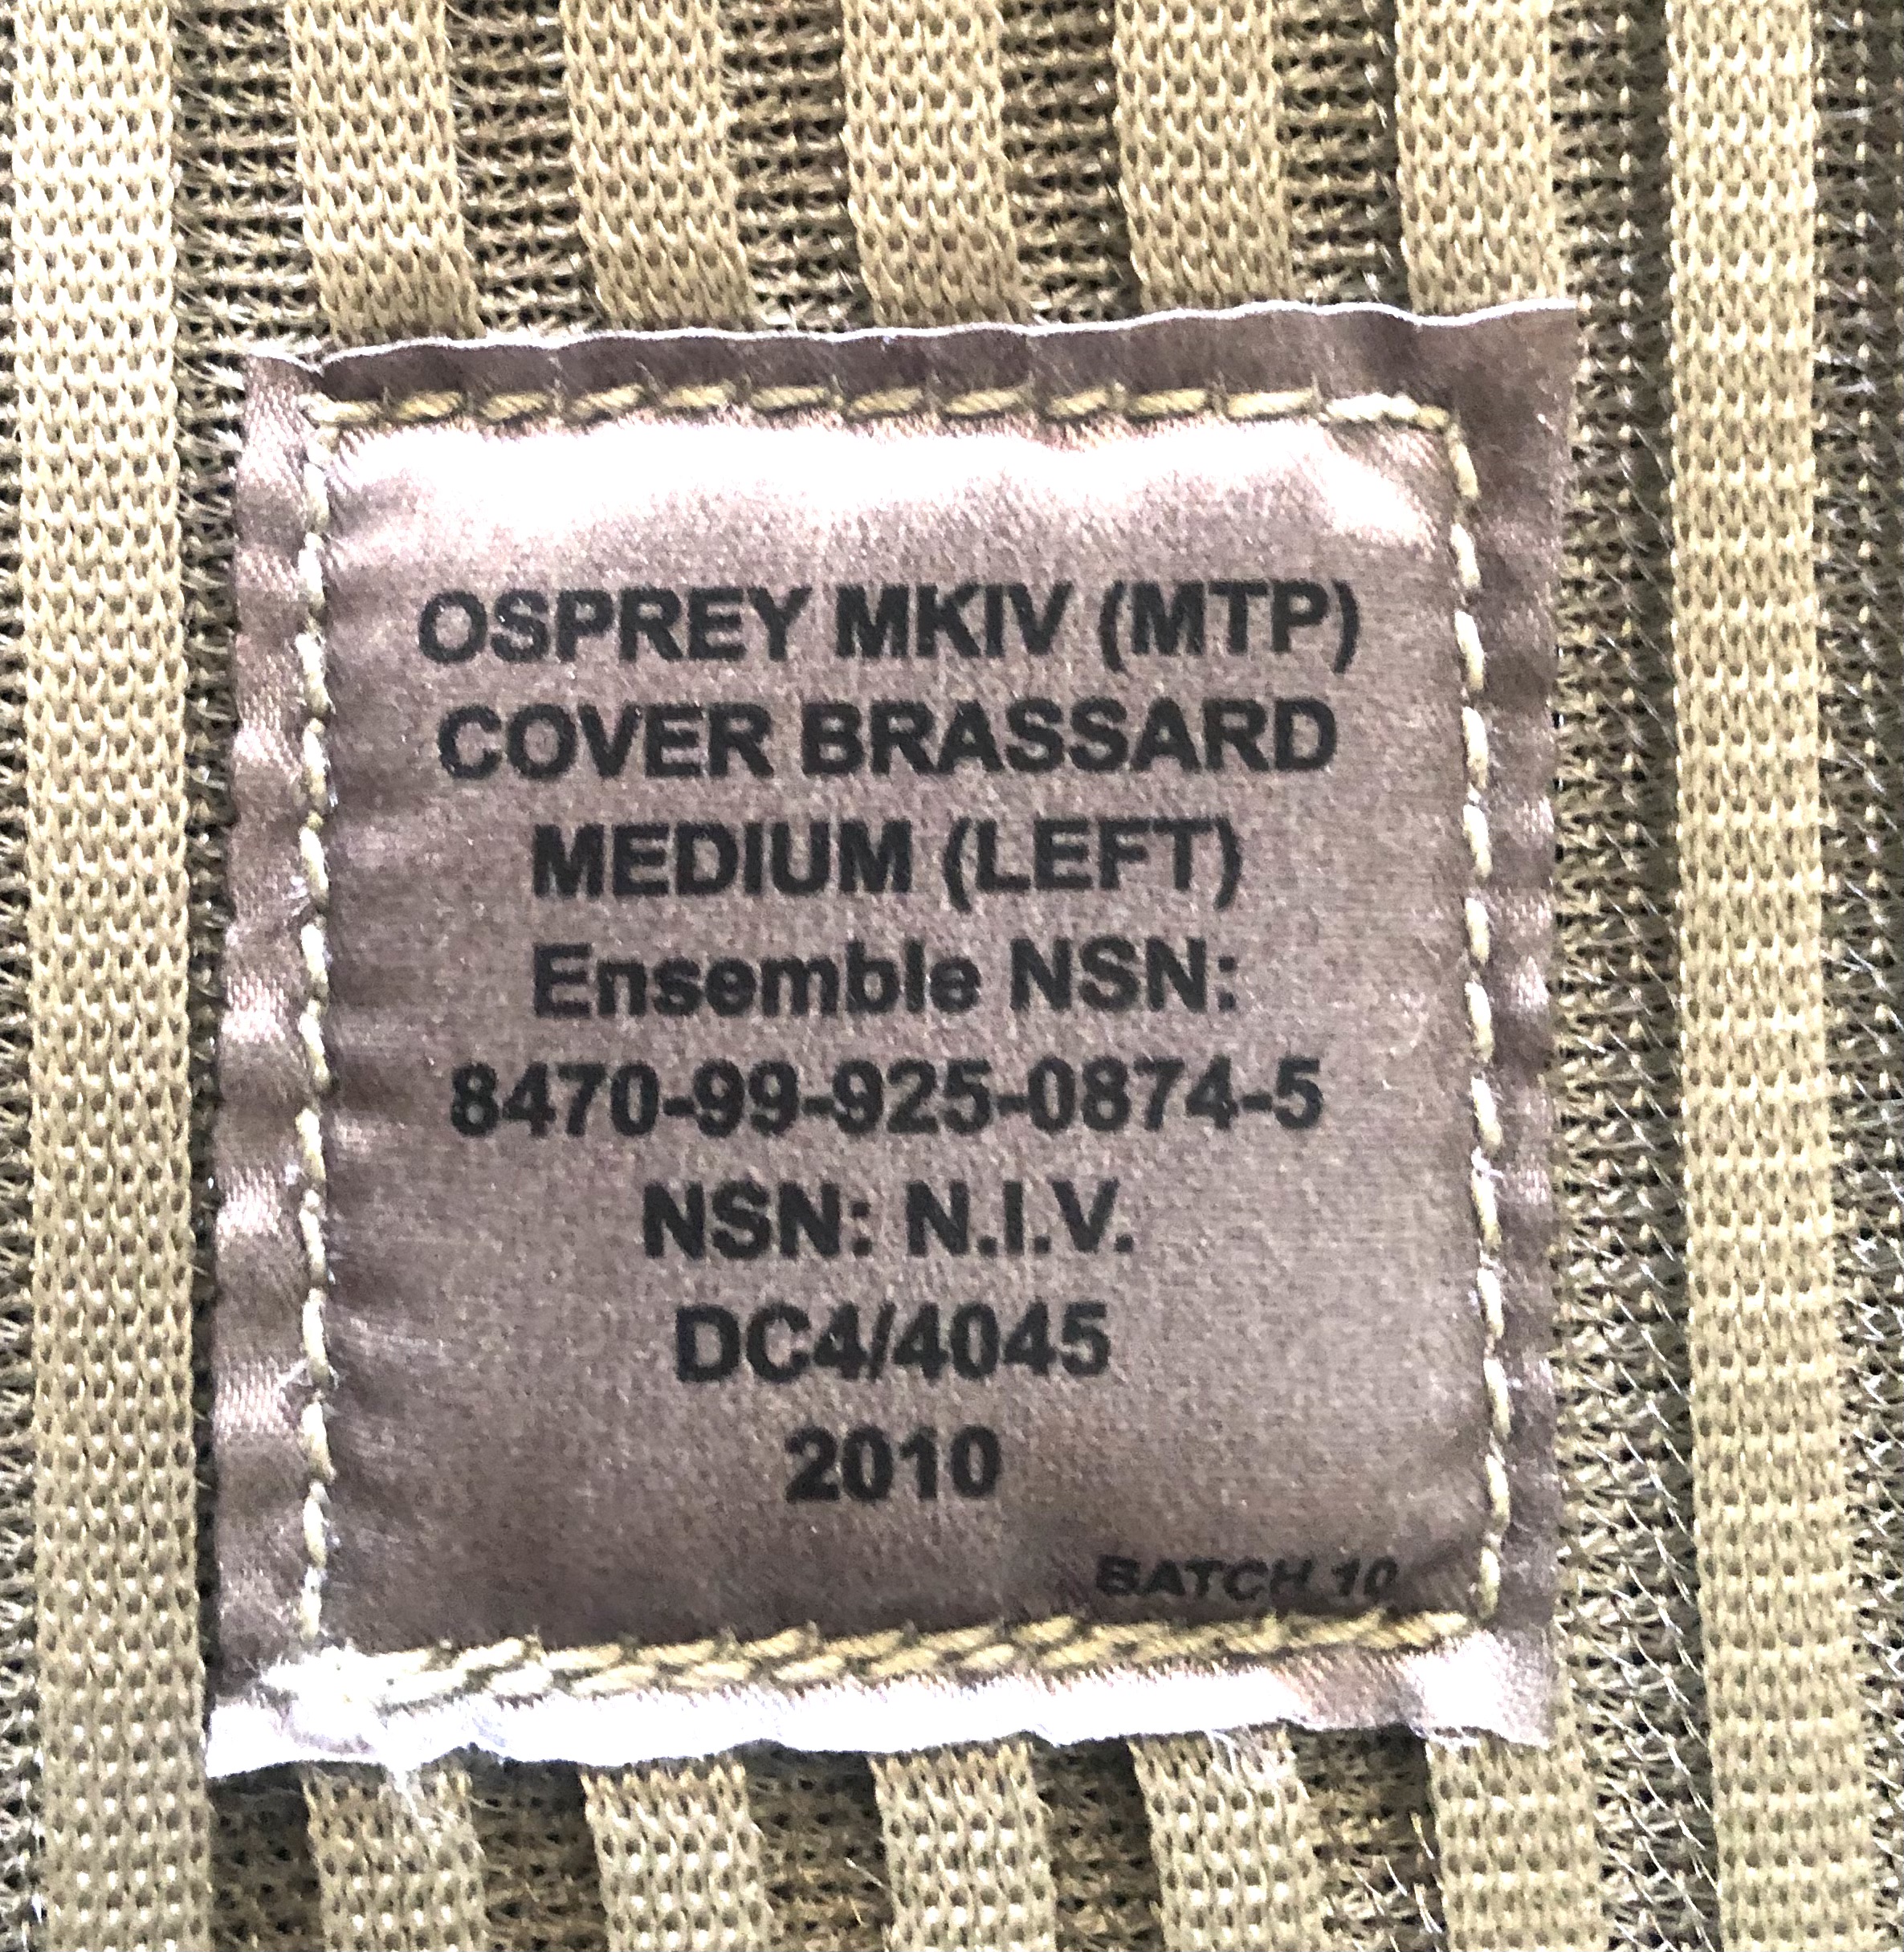 OSPREY MKIV (MTP)
COVER BRASSARD
MEDIUM (LEFT)
Ensemble NSN:
8470-99-925-0874-5
NSN: N.I.V.
DC4/4045
2010
BATCH 10